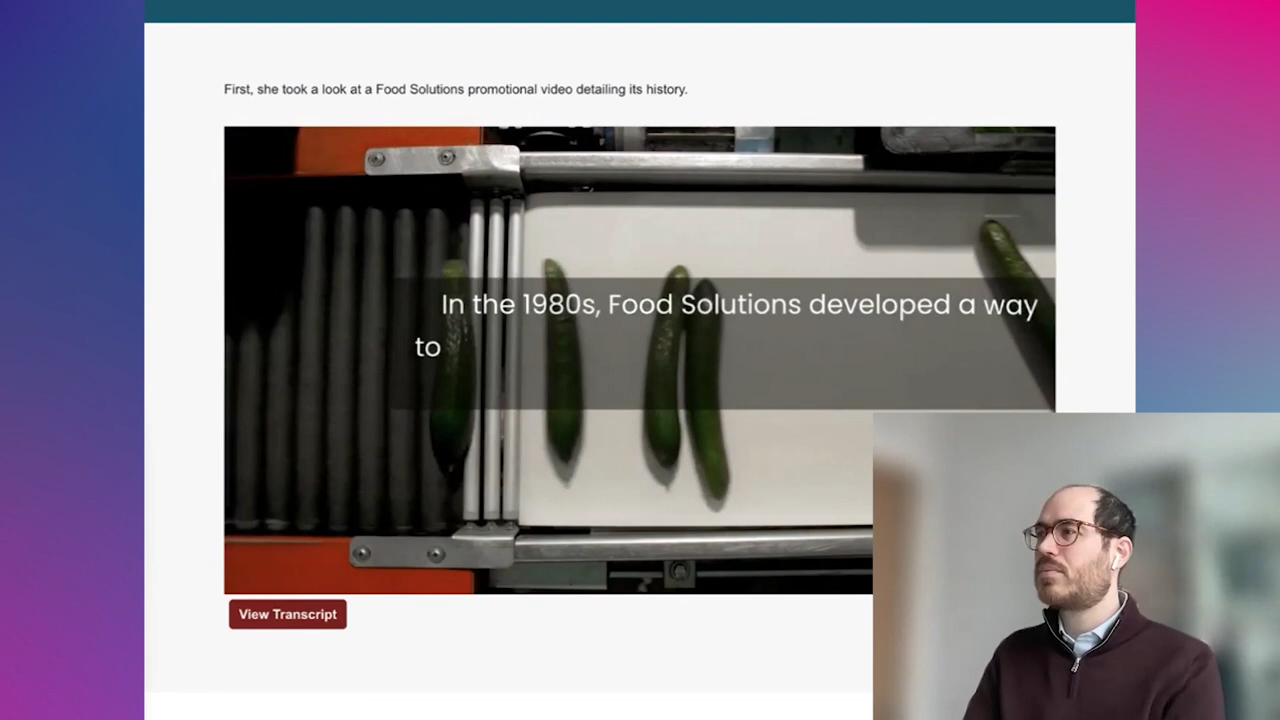 First, she took a look at a Food Solutions promotional video detailing its history.
In the 1980s, Food Solutions developed a way
to
View Transcript